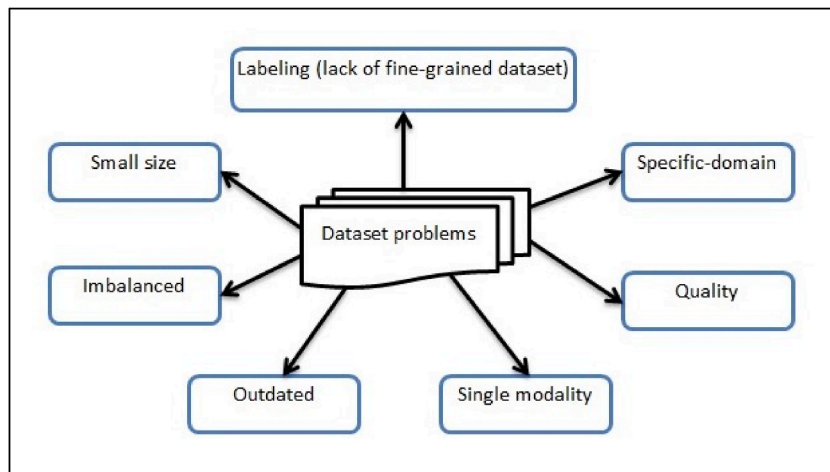 Labeling (lack of fine-grained dataset)
Small size
Specific-domain
Dataset problems
Imbalanced
Quality
Outdated
Single modality